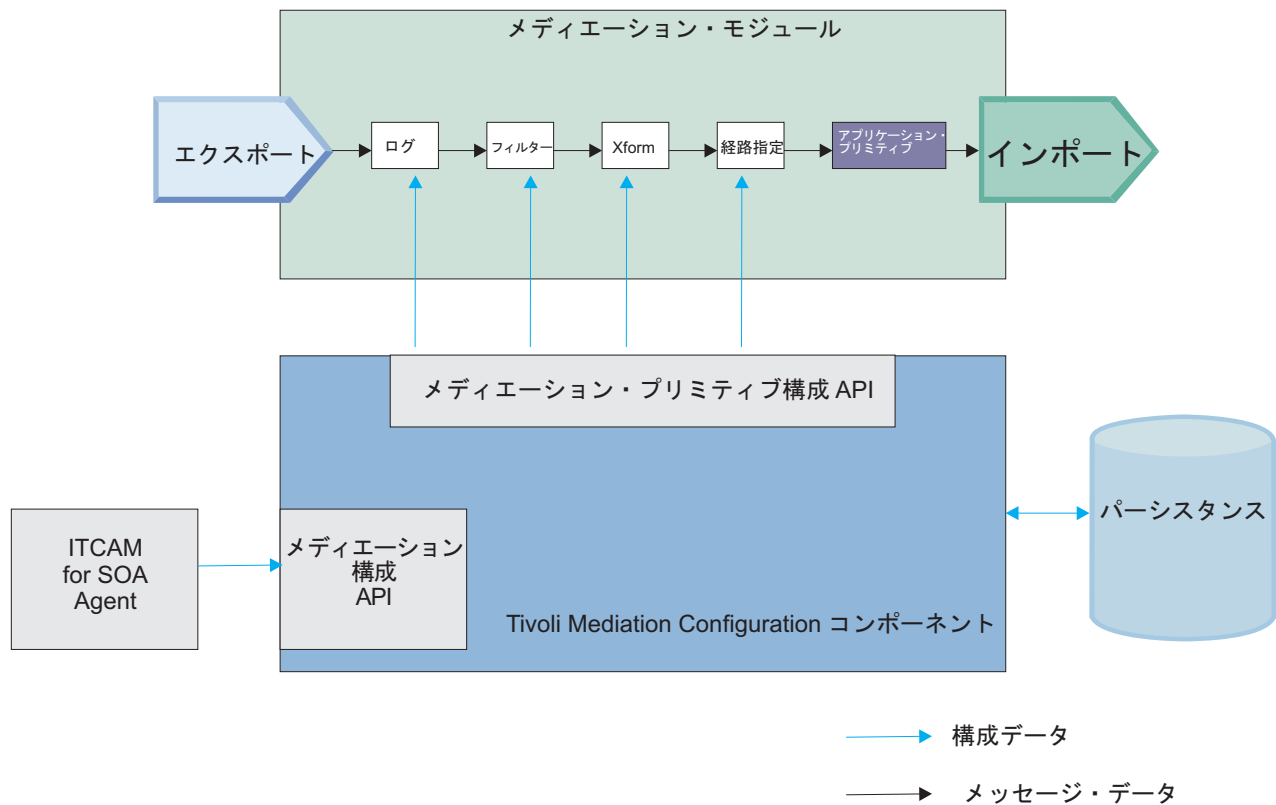 メディエーション・モジュール
エクスポート
ログ
フィルター
Xform
経路指定
アプリケーション・
プリミティブ
インポート
メディエーション・プリミティブ構成 API
ITCAM
for SOA
Agent
メディエーション
構成
API
Tivoli Mediation Configuration コンポーネント
パーシスタンス
構成データ
メッセージ・データ